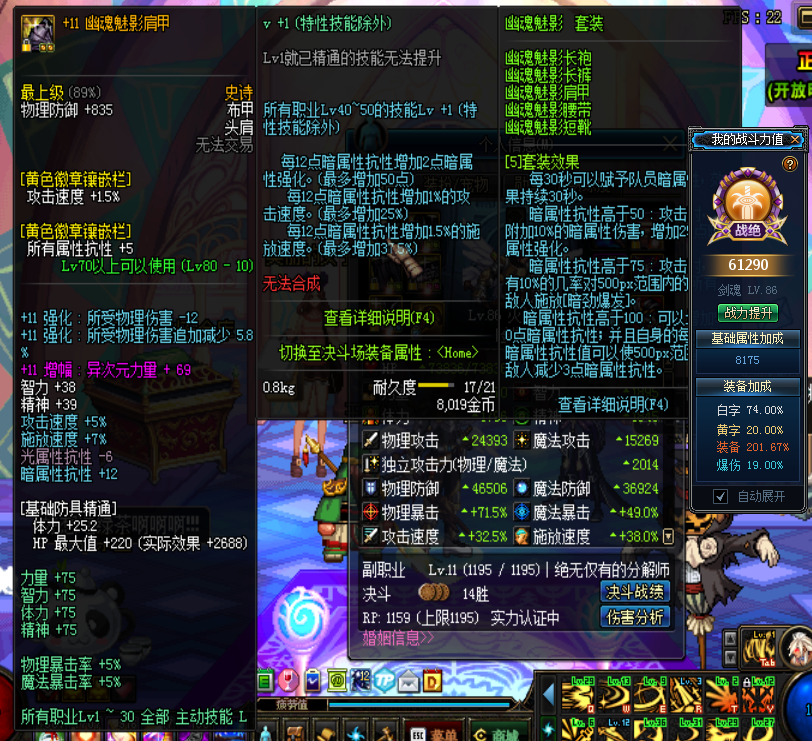 +11 幽魂魅影肩甲
最上级 (89%)
史诗
物理防御 +835
布甲
头肩
无法交易
[黄色徽章镶嵌栏]
攻击速度 +1.5%
[黄色徽章镶嵌栏]
所有属性抗性 +5
Lv70以上可以使用 (Lv80 - 10)
+11 强化 : 所受物理伤害 -12
+11 强化 : 所受物理伤害追加减少 5.8
%
+11 增幅 : 异次元力量 + 69
智力 +38
精神 +39
攻击速度 +5%
施放速度 +7%
光属性抗性 -6
暗属性抗性 +12
[基础防具精通]
体力 +25.2
HP 最大值 +220 (实际效果 +2688)
力量 +75
智力 +75
体力 +75
精神 +75
物理暴击率 +5%
魔法暴击率 +5%
所有职业Lv1 ~ 30 全部 主动技能 L
v +1 (特性技能除外)
Lv1就已精通的技能无法提升
所有职业Lv40~50的技能Lv +1 (特
性技能除外)
每12点暗属性抗性增加2点暗属
性强化。(最多增加50点)
每12点暗属性抗性增加1%的攻
击速度。(最多增加25%)
每12点暗属性抗性增加1.5%的施
放速度。(最多增加37.5%)
无法合成
查看详细说明(F4)
切换至决斗场装备属性 : <Home>
0.8kg
耐久度 17/21
8,019金币
幽魂魅影 套装
幽魂魅影长袍
幽魂魅影长裤
幽魂魅影肩甲
幽魂魅影腰带
幽魂魅影短靴
[5]套装效果
每30秒可以赋予队员暗属
果持续30秒。
暗属性抗性高于50 : 攻击
附加10%的暗属性伤害, 增加2
属性强化。
暗属性抗性高于75 : 攻击
有10%的几率对500px范围内的
敌人施放[暗劲爆发]。
暗属性抗性高于100 : 可以
0点暗属性抗性; 并且自身的每
暗属性抗性值可以使500px范围
敌人减少3点暗属性抗性。
查看详细说明(F4)
FPS : 22
正
(开放
我的战斗力值
战绝
61290
剑魂 LV.86
战力提升
基础属性加成
8175
装备加成
白字 74.00%
黄字 20.00%
装备 201.67%
爆伤 19.00%
自动展开
个人信息(M)
物理攻击 24393 魔法攻击 15269
独立攻击力(物理/魔法) 2014
物理防御 46506 魔法防御 36924
物理暴击 +71.5% 魔法暴击 +49.0%
攻击速度 +32.5% 施放速度 +38.0%
副职业 Lv.11 (1195 / 1195) | 绝无仅有的分解师
决斗 14胜 决斗战绩
RP: 1159 (上限1195) 实力认证中 伤害分析
婚姻信息>>
疲劳值
ESC 菜单
商城
Tab